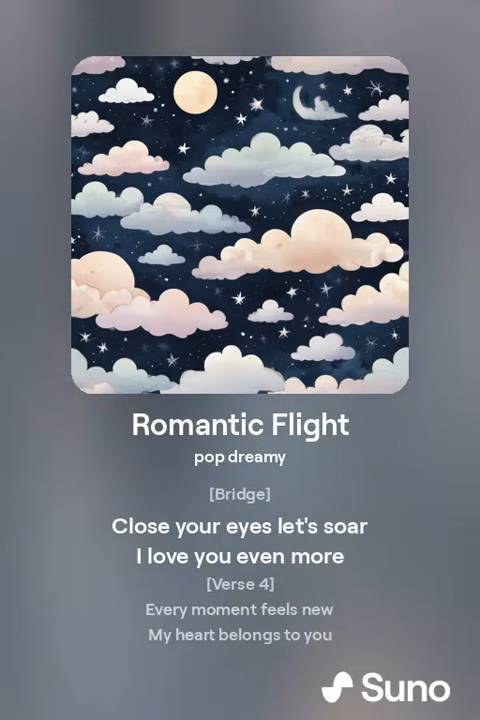 Romantic Flight
pop dreamy
[Bridge]
Close your eyes let's soar
I love you even more
[Verse 4]
Every moment feels new
My heart belongs to you
Suno